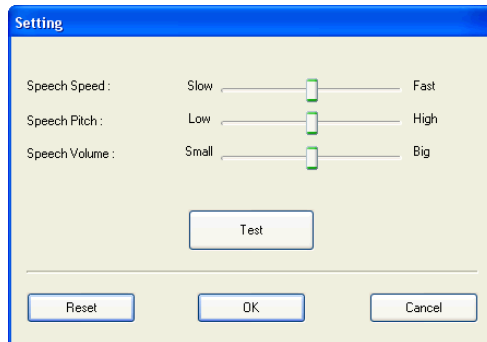 Setting
Speech Speed : Slow Fast
Speech Pitch : Low High
Speech Volume : Small Big
Test
Reset OK Cancel